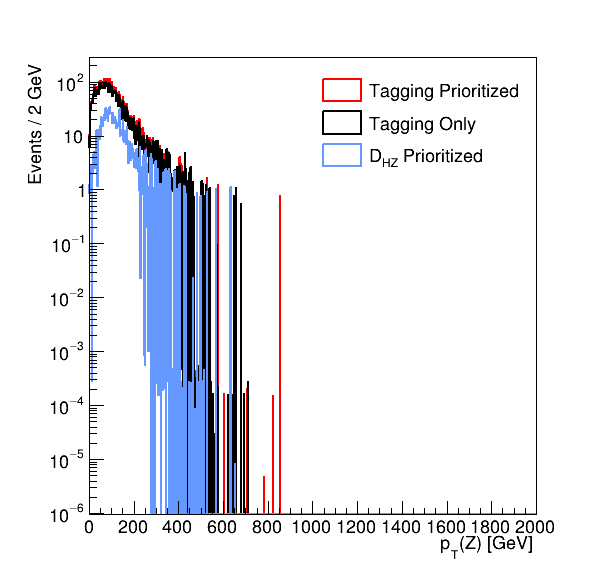 Events / 2 GeV
10^2
10
1
10^−1
10^−2
10^−3
10^−4
10^−5
10^−6
Tagging Prioritized
Tagging Only
D_HZ Prioritized
0 200 400 600 800 1000 1200 1400 1600 1800 2000
p_T(Z) [GeV]